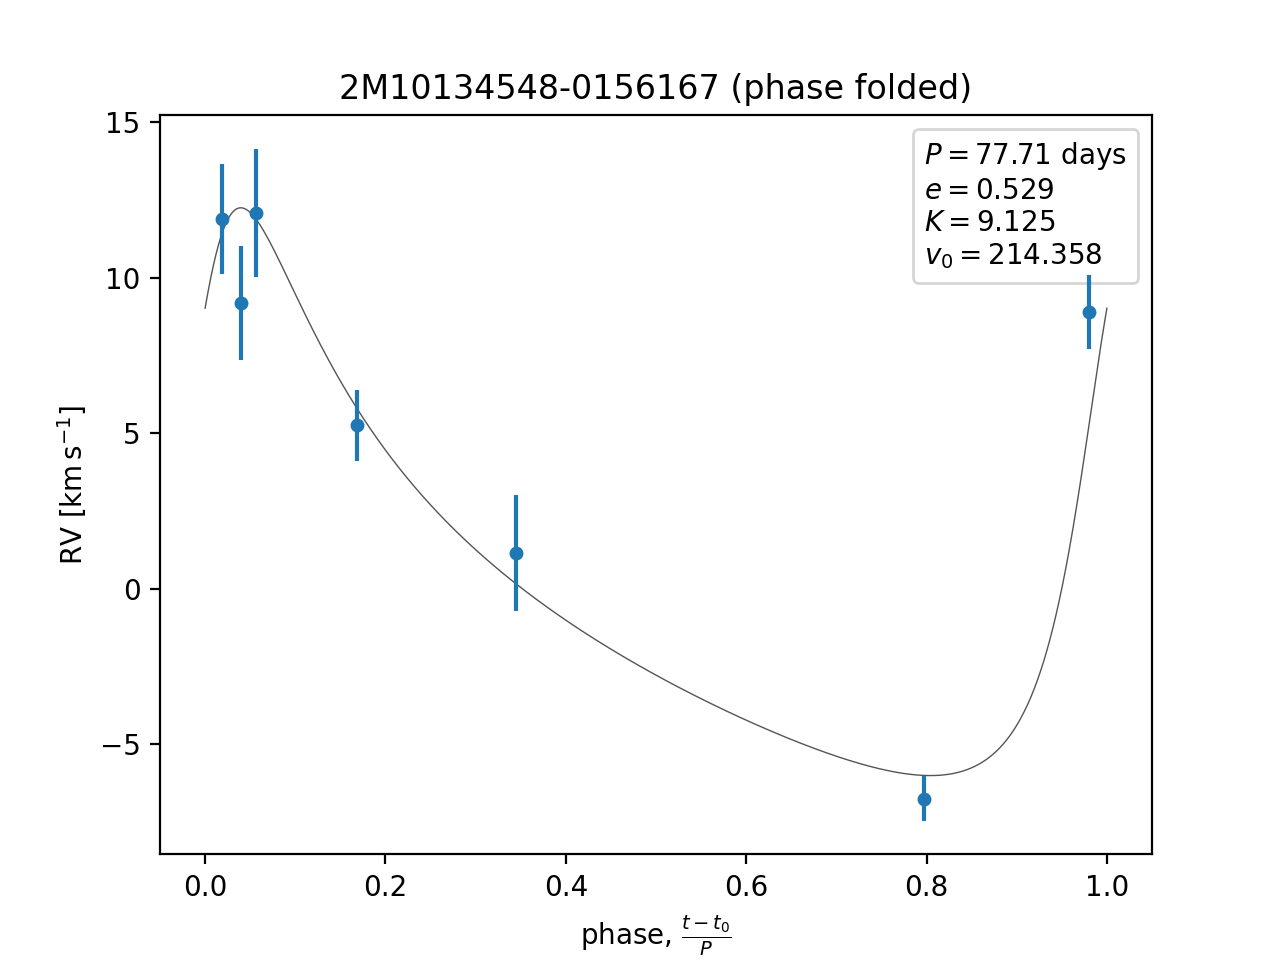 2M10134548-0156167 (phase folded)
P = 77.71 days
e = 0.529
K = 9.125
v₀ = 214.358
15
10
5
0
−5
RV [km s⁻¹]
0.0 0.2 0.4 0.6 0.8 1.0
phase, (t − t₀)/P